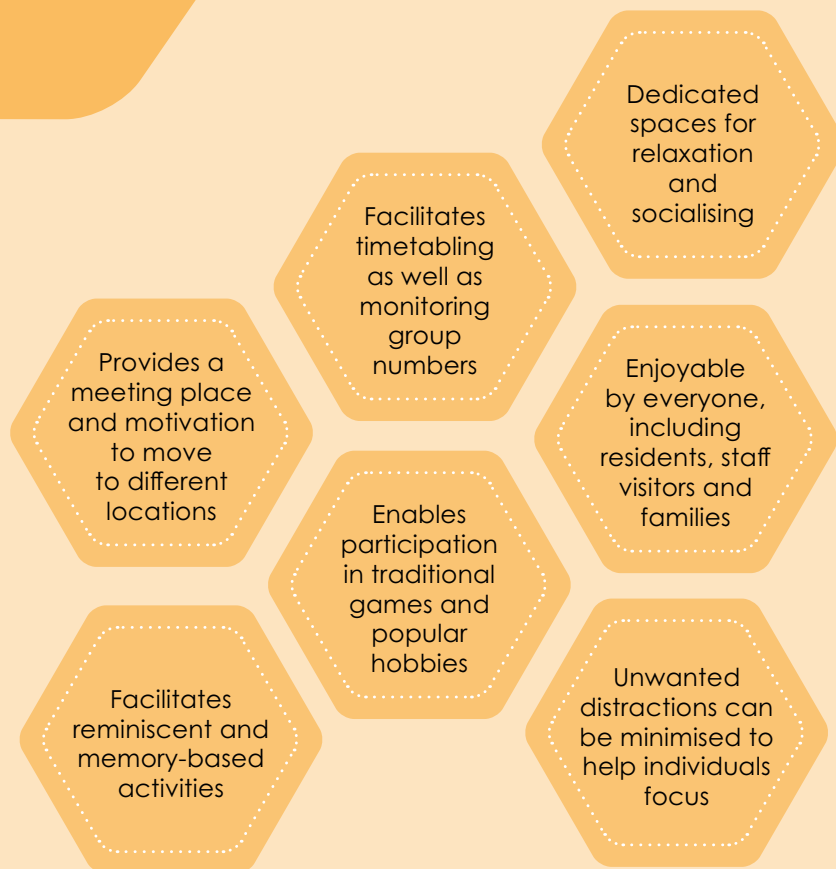 Dedicated
spaces for
relaxation
and
socialising
Facilitates
timetabling
as well as
monitoring
group
numbers
Provides a
meeting place
and motivation
to move
to different
locations
Enjoyable
by everyone,
including
residents, staff
visitors and
families
Enables
participation
in traditional
games and
popular
hobbies
Facilitates
reminiscent and
memory-based
activities
Unwanted
distractions can
be minimised to
help individuals
focus